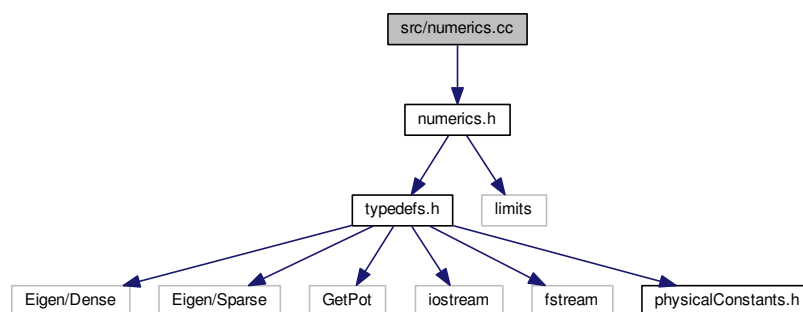 src/numerics.cc
numerics.h
typedefs.h
limits
Eigen/Dense
Eigen/Sparse
GetPot
iostream
fstream
physicalConstants.h